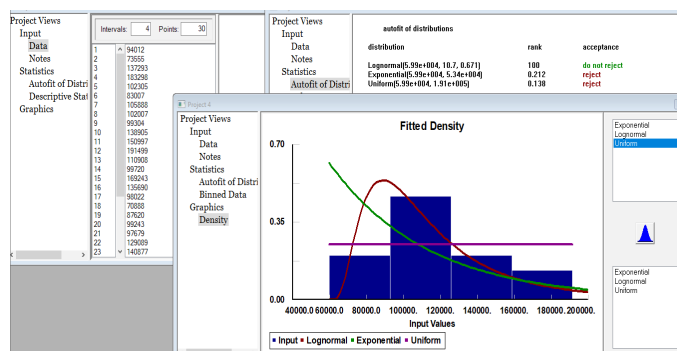 Project Views
Input
Data
Notes
Statistics
Autofit of Distri
Descriptive Stat
Graphics
Intervals: 4 Points: 30
1 94012
2 73555
3 137293
4 183298
5 102305
6 83007
7 105888
8 102007
9 99304
10 138905
11 150997
12 191499
13 110908
14 99720
15 169243
16 135690
17 98022
18 70888
19 87620
20 99243
21 97679
22 129089
23 140877
Project Views
Input
Data
Notes
Statistics
Autofit of Distri
autofit of distributions
distribution rank acceptance
Lognormal(5.99e+004, 10.7, 0.671) 100 do not reject
Exponential(5.99e+004, 5.34e+004) 0.212 reject
Uniform(5.99e+004, 1.91e+005) 0.138 reject
Project 4
Project Views
Input
Data
Notes
Statistics
Autofit of Distri
Binned Data
Graphics
Density
Fitted Density
0.70
0.35
0.00
40000.0 60000.0 80000. 100000. 120000. 140000. 160000. 180000. 200000.
Input Values
Input Lognormal Exponential Uniform
Exponential
Lognormal
Uniform
Exponential
Lognormal
Uniform